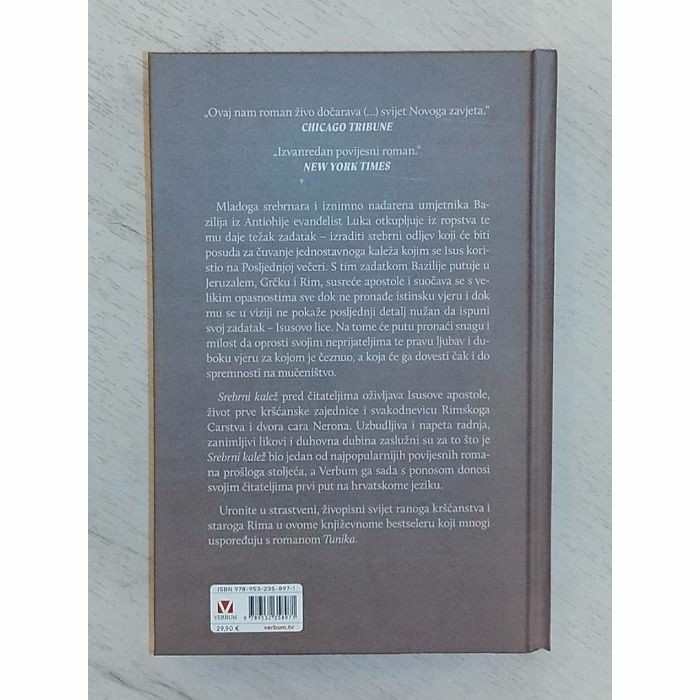 „Ovaj nam roman živo dočarava (...) svijet Novoga zavjeta.“
CHICAGO TRIBUNE
„Izvanredan povijesni roman.“
NEW YORK TIMES
Mladoga srebrnara i iznimno nadarena umjetnika Ba-
zilija iz Antiohije evanđelist Luka otkupljuje iz ropstva te
mu daje težak zadatak – izraditi srebrni odljev koji će biti
posuda za čuvanje jednostavnoga kaleža kojim se Isus kori-
stio na Posljednjoj večeri. S tim zadatkom Bazilije putuje u
Jeruzalem, Grčku i Rim, susreće apostole i suočava se s ve-
likim opasnostima sve dok ne pronađe istinsku vjeru i dok
mu se u viziji ne pokaže posljednji detalj nužan da ispuni
svoj zadatak – Isusovo lice. Na tome će putu pronaći snagu i
milost da oprosti svojim neprijateljima te pravu ljubav i du-
boku vjeru za kojom je čeznuo, a koja će ga dovesti čak i do
spremnosti na mučeništvo.
Srebrni kalež pred čitateljima oživljava Isusove apostole,
život prve kršćanske zajednice i svakodnevicu Rimskoga
Carstva i dvora cara Nerona. Uzbudljiva i napeta radnja,
zanimljivi likovi i duhovna dubina zaslužni su za to što je
Srebrni kalež bio jedan od najpopularnijih povijesnih roma-
na prošloga stoljeća, a Verbum ga sada s ponosom donosi
svojim čitateljima prvi put na hrvatskome jeziku.
Uronite u strastveni, živopisni svijet ranoga kršćanstva i
staroga Rima u ovome književnome bestseleru koji mnogi
uspoređuju s romanom Tunika.
ISBN 978-953-235-897-1
VERBUM
9 789532 358971
29,90 €
verbum.hr